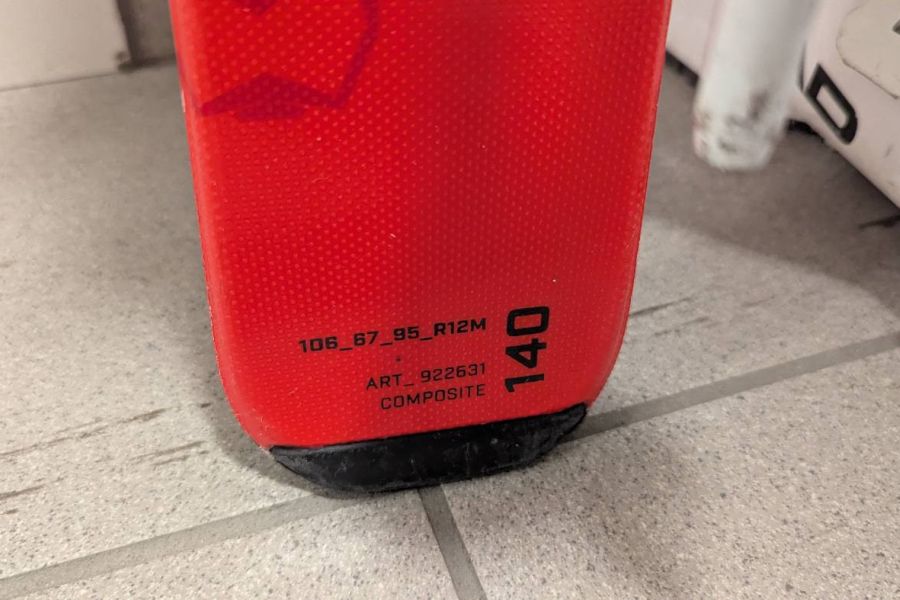 106_67_95_R12M
ART_ 922631
COMPOSITE
140
D